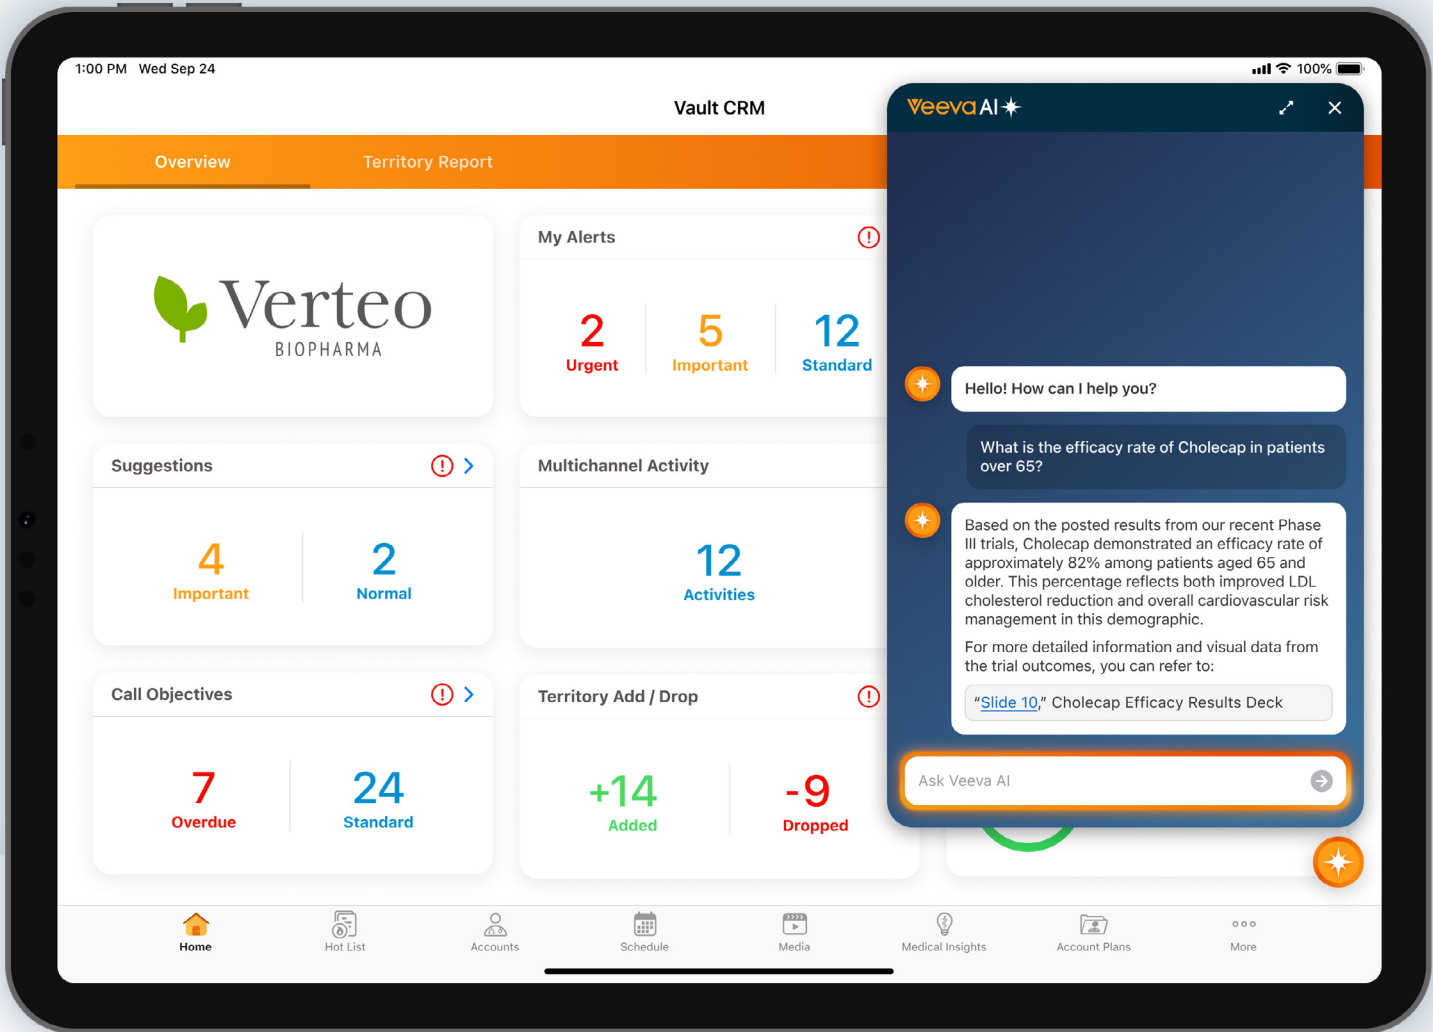 1:00 PM Wed Sep 24
100%
Vault CRM
Overview
Territory Report
Verteo
BIOPHARMA
My Alerts
2
Urgent
5
Important
12
Standard
Suggestions
4
Important
2
Normal
Multichannel Activity
12
Activities
Call Objectives
7
Overdue
24
Standard
Territory Add / Drop
+14
Added
-9
Dropped
Veeva AI
Hello! How can I help you?
What is the efficacy rate of Cholecap in patients
over 65?
Based on the posted results from our recent Phase
III trials, Cholecap demonstrated an efficacy rate of
approximately 82% among patients aged 65 and
older. This percentage reflects both improved LDL
cholesterol reduction and overall cardiovascular risk
management in this demographic.
For more detailed information and visual data from
the trial outcomes, you can refer to:
“Slide 10,” Cholecap Efficacy Results Deck
Ask Veeva AI
Home
Hot List
Accounts
Schedule
Media
Medical Insights
Account Plans
More